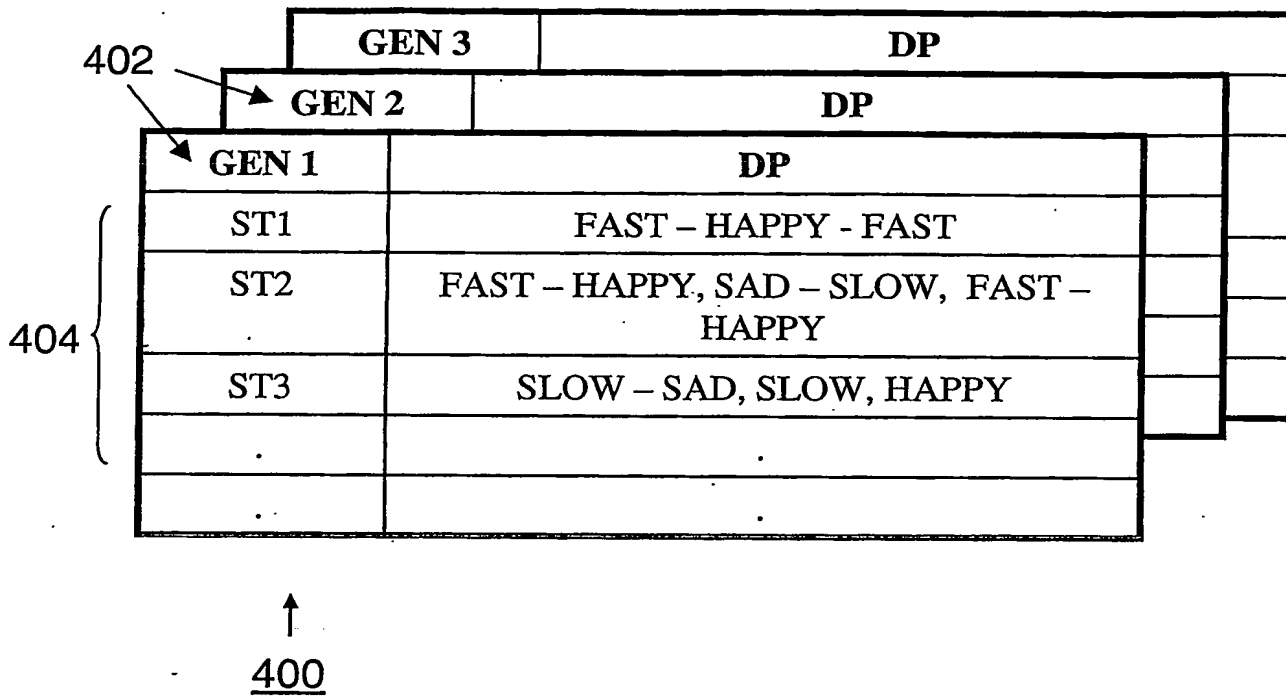 GEN 3 DP
402
GEN 2 DP
GEN 1 DP
ST1 FAST – HAPPY - FAST
ST2 FAST – HAPPY, SAD – SLOW, FAST –
HAPPY
404
ST3 SLOW – SAD, SLOW, HAPPY
. .
. .
400